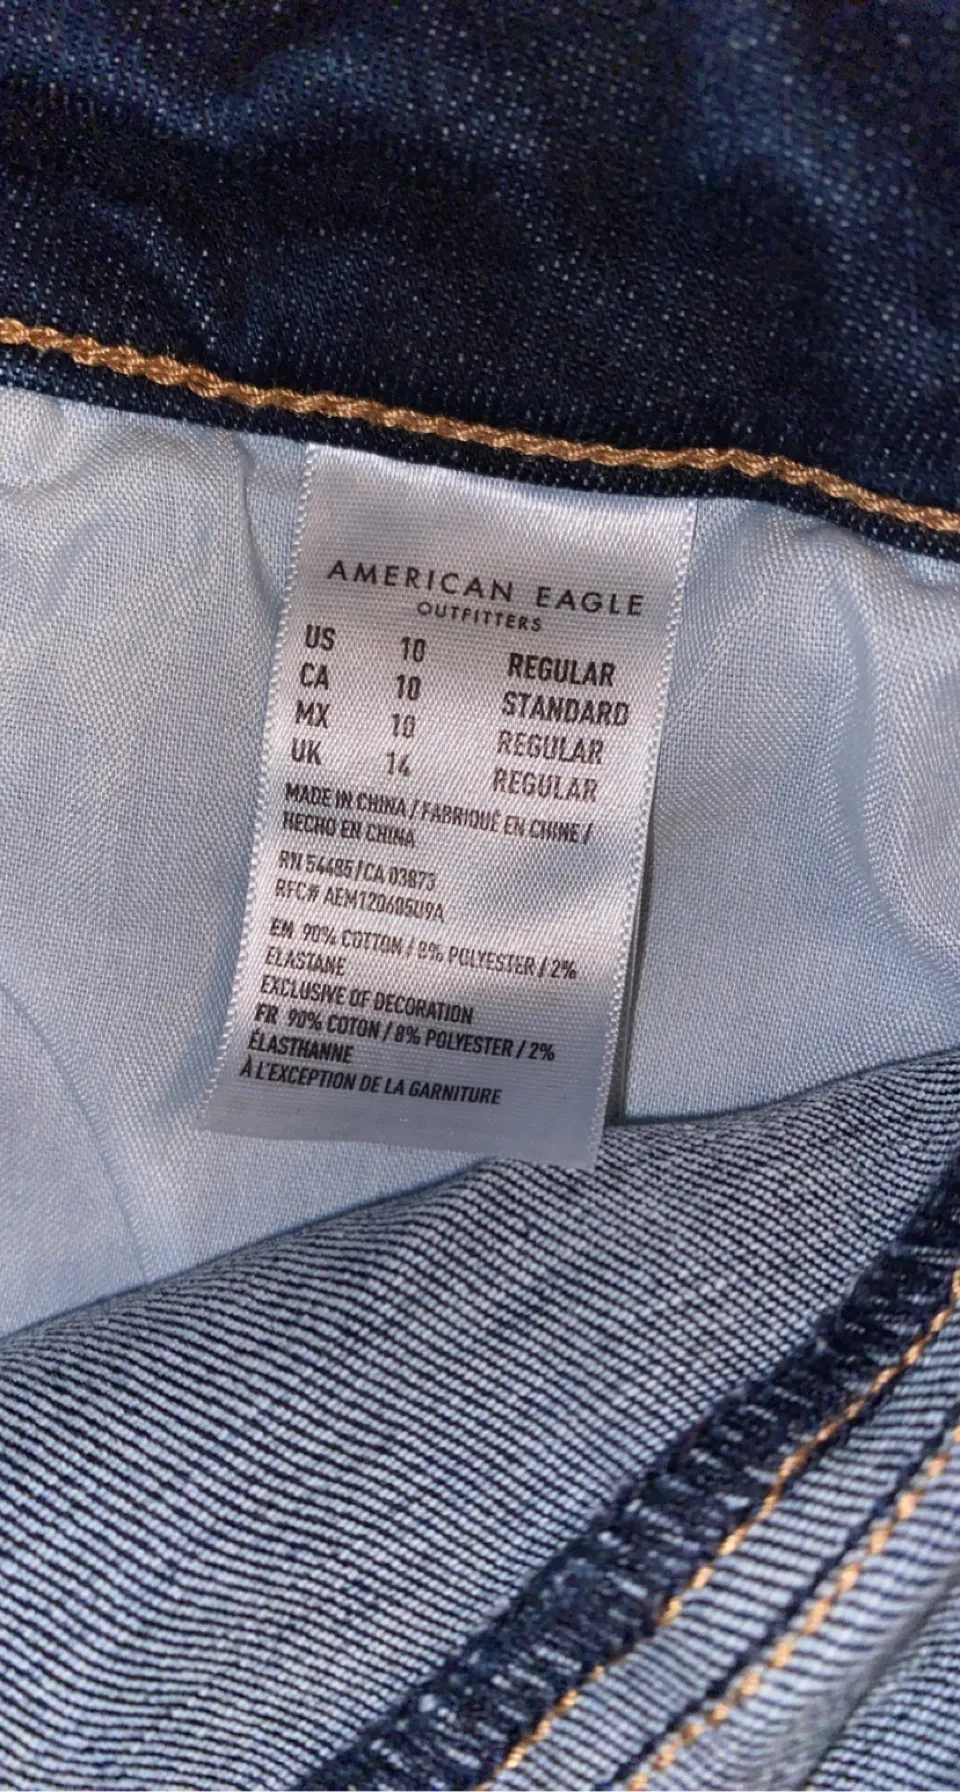 AMERICAN EAGLE
OUTFITTERS
US 10 REGULAR
CA 10 STANDARD
MX 10 REGULAR
UK 14 REGULAR
MADE IN CHINA / FABRIQUÉ EN CHINE /
HECHO EN CHINA
RN 54485 / CA 03873
RFC# AEM120605U9A
EN 90% COTTON / 8% POLYESTER / 2%
ELASTANE
EXCLUSIVE OF DECORATION
FR 90% COTON / 8% POLYESTER / 2%
ÉLASTHANNE
À L'EXCEPTION DE LA GARNITURE